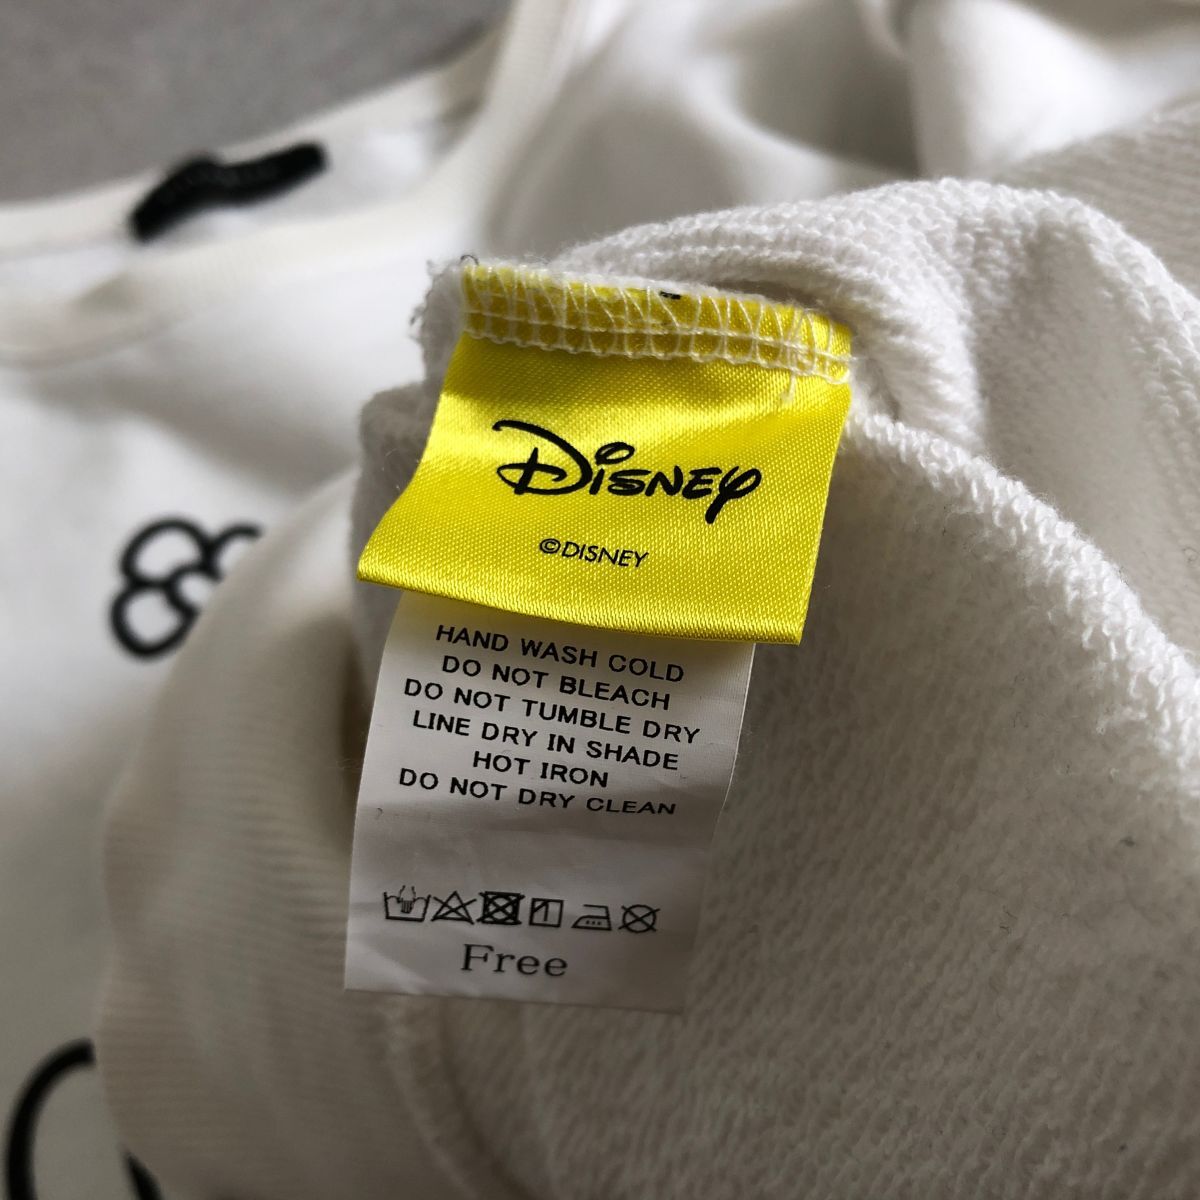 Disney
©DISNEY
HAND WASH COLD
DO NOT BLEACH
DO NOT TUMBLE DRY
LINE DRY IN SHADE
HOT IRON
DO NOT DRY CLEAN
Free